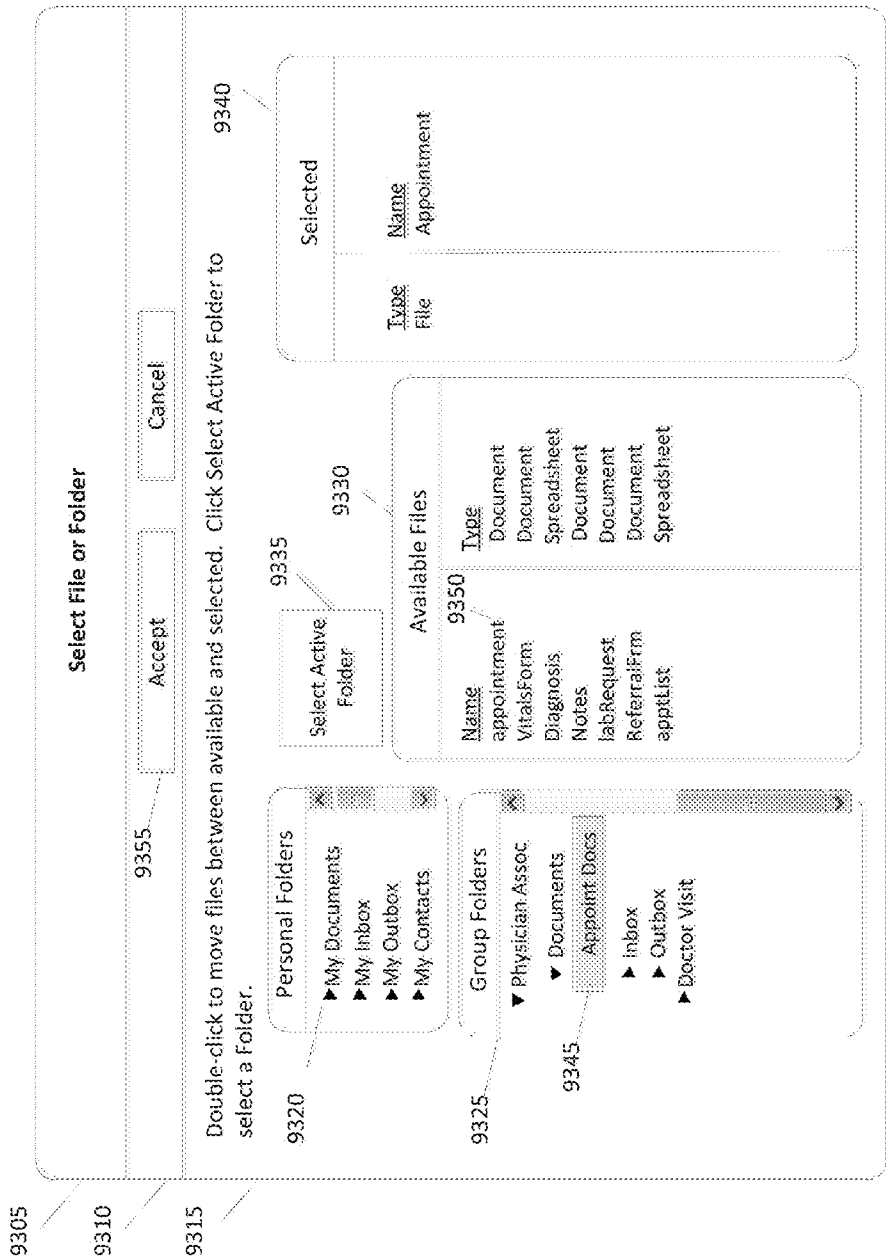 9305
9310
9315
Select File or Folder
9355
Accept
Cancel
Double-click to move files between available and selected.  Click Select Active Folder to
select a Folder.
9320
Personal Folders
▶My Documents
▶My Inbox
▶My Outbox
▶My Contacts
9325
Group Folders
▼ Physician Assoc
▼ Documents
Appoint Docs
9345
▶ Inbox
▶ Outbox
▶Doctor Visit
Select Active
Folder
9335
9330
Available Files
9350
Name Type
appointment Document
VitalsForm Document
Diagnosis Spreadsheet
Notes Document
labRequest Document
ReferralFrm Document
apptList Spreadsheet
9340
Selected
Type Name
File Appointment